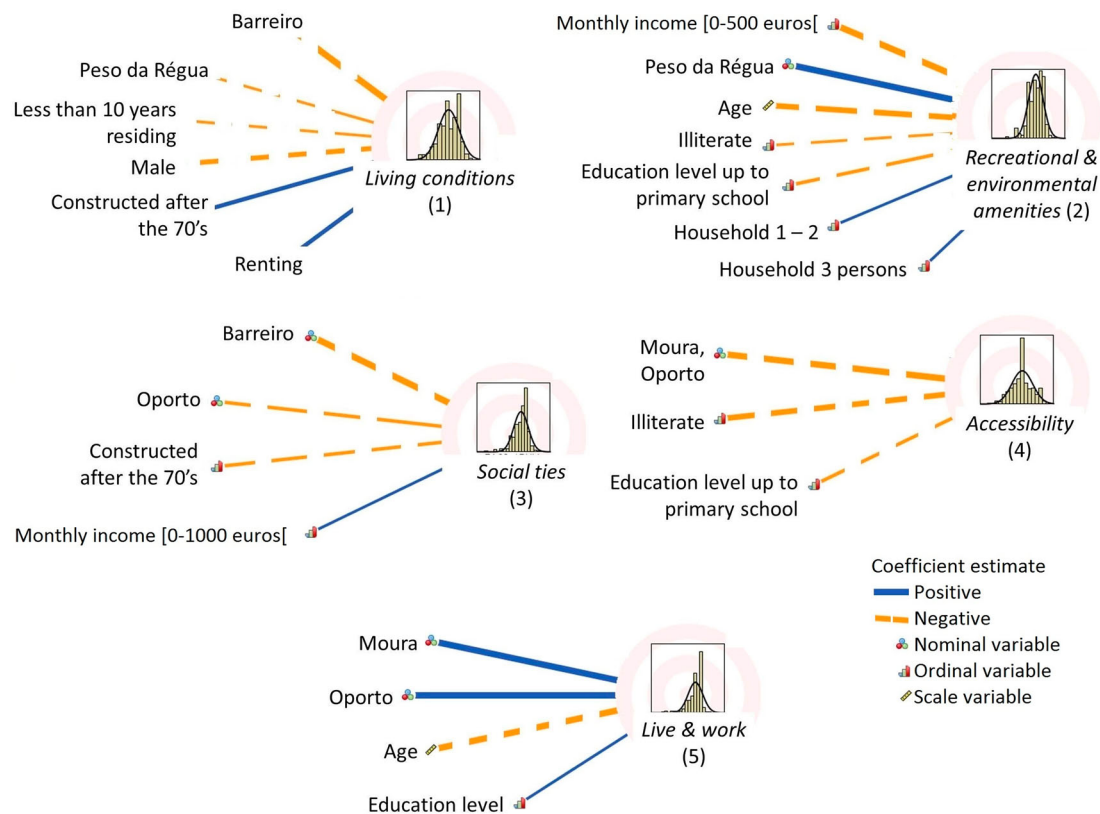 Barreiro
Peso da Régua
Less than 10 years
residing
Male
Constructed after
the 70's
Renting
Living conditions
(1)
Monthly income [0-500 euros[
Peso da Régua
Age
Illiterate
Education level up to
primary school
Household 1 – 2
Household 3 persons
Recreational &
environmental
amenities (2)
Barreiro
Oporto
Constructed
after the 70's
Monthly income [0-1000 euros[
Social ties
(3)
Moura,
Oporto
Illiterate
Education level up to
primary school
Accessibility
(4)
Moura
Oporto
Age
Education level
Live & work
(5)
Coefficient estimate
Positive
Negative
Nominal variable
Ordinal variable
Scale variable